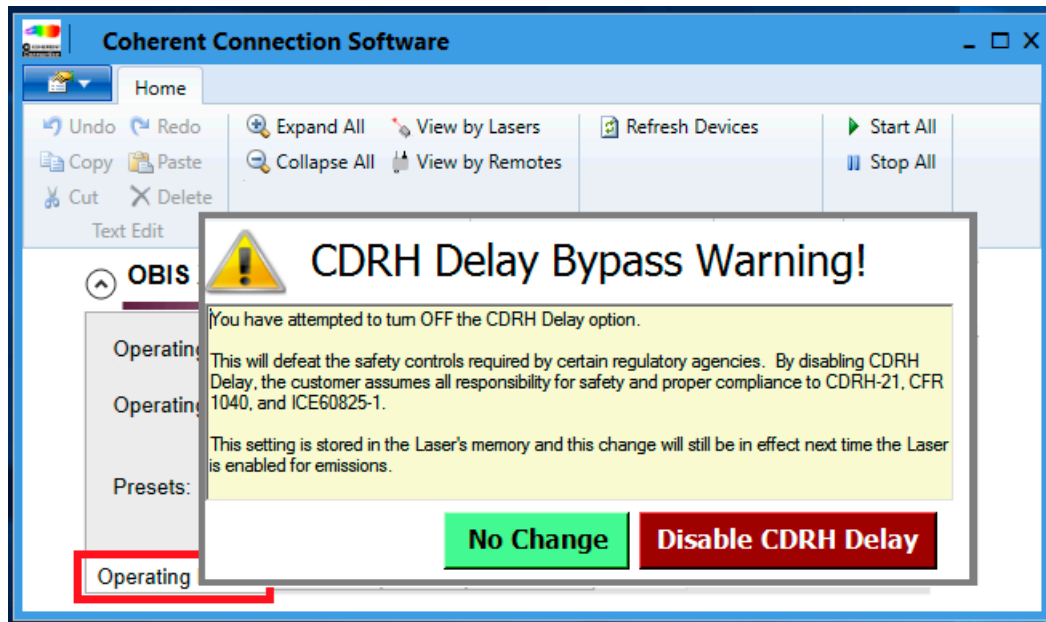 Coherent Connection Software
Home
Undo Redo
Expand All
View by Lasers
Refresh Devices
Start All
Copy Paste
Collapse All
View by Remotes
Stop All
Cut Delete
Text Edit
CDRH Delay Bypass Warning!
OBIS
You have attempted to turn OFF the CDRH Delay option.
This will defeat the safety controls required by certain regulatory agencies. By disabling CDRH
Delay, the customer assumes all responsibility for safety and proper compliance to CDRH-21, CFR
1040, and ICE60825-1.
This setting is stored in the Laser's memory and this change will still be in effect next time the Laser
is enabled for emissions.
Operating
Operating
Presets:
No Change
Disable CDRH Delay
Operating